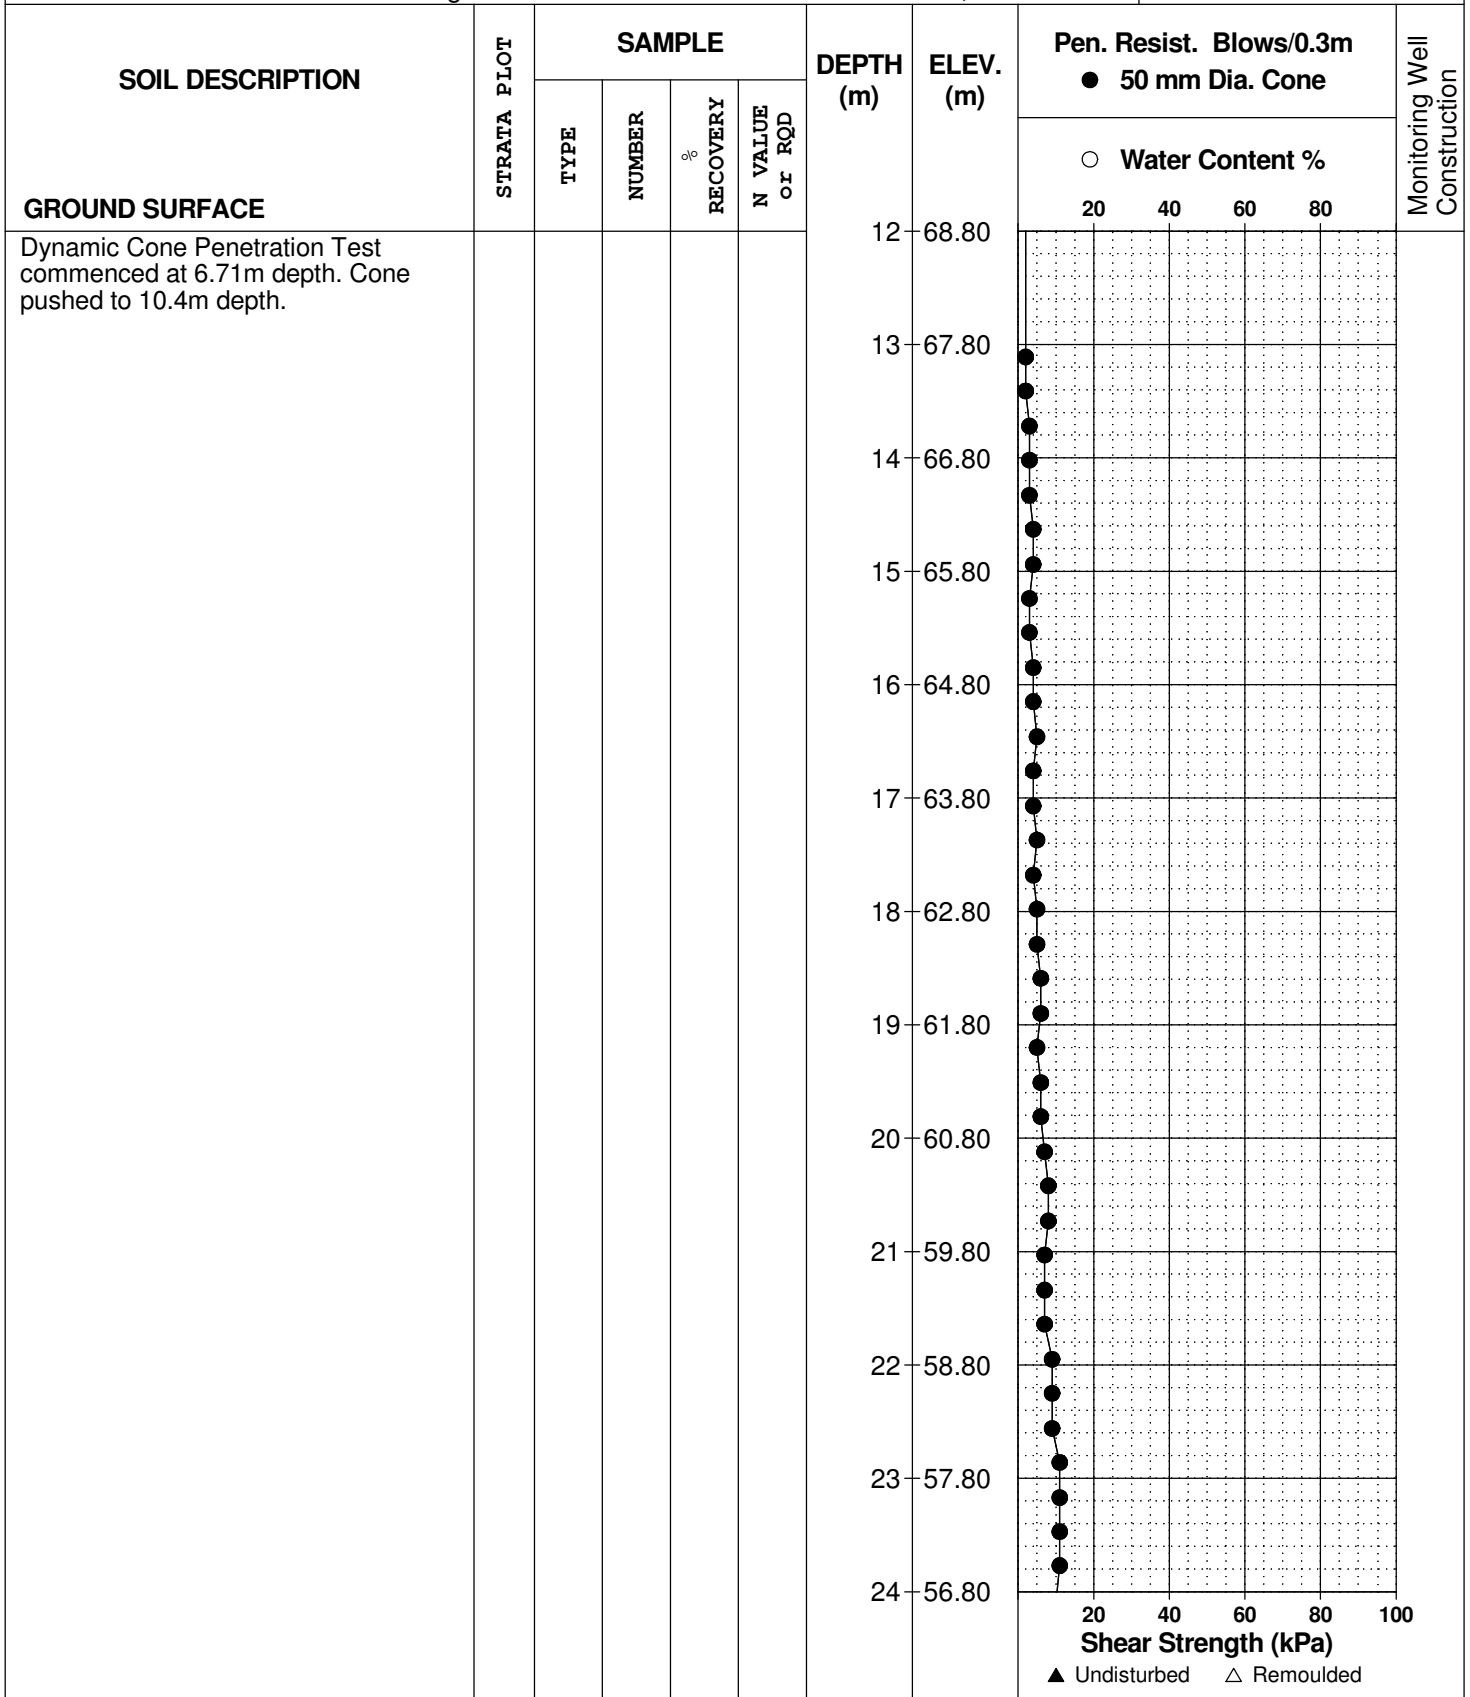 SOIL DESCRIPTION
GROUND SURFACE
STRATA PLOT
SAMPLE
TYPE
NUMBER
%
RECOVERY
N VALUE
or RQD
DEPTH
(m)
ELEV.
(m)
Pen. Resist. Blows/0.3m
● 50 mm Dia. Cone
○ Water Content %
20 40 60 80
Monitoring Well
Construction
Dynamic Cone Penetration Test
commenced at 6.71m depth. Cone
pushed to 10.4m depth.
12 68.80
13 67.80
14 66.80
15 65.80
16 64.80
17 63.80
18 62.80
19 61.80
20 60.80
21 59.80
22 58.80
23 57.80
24 56.80
20 40 60 80 100
Shear Strength (kPa)
▲ Undisturbed △ Remoulded